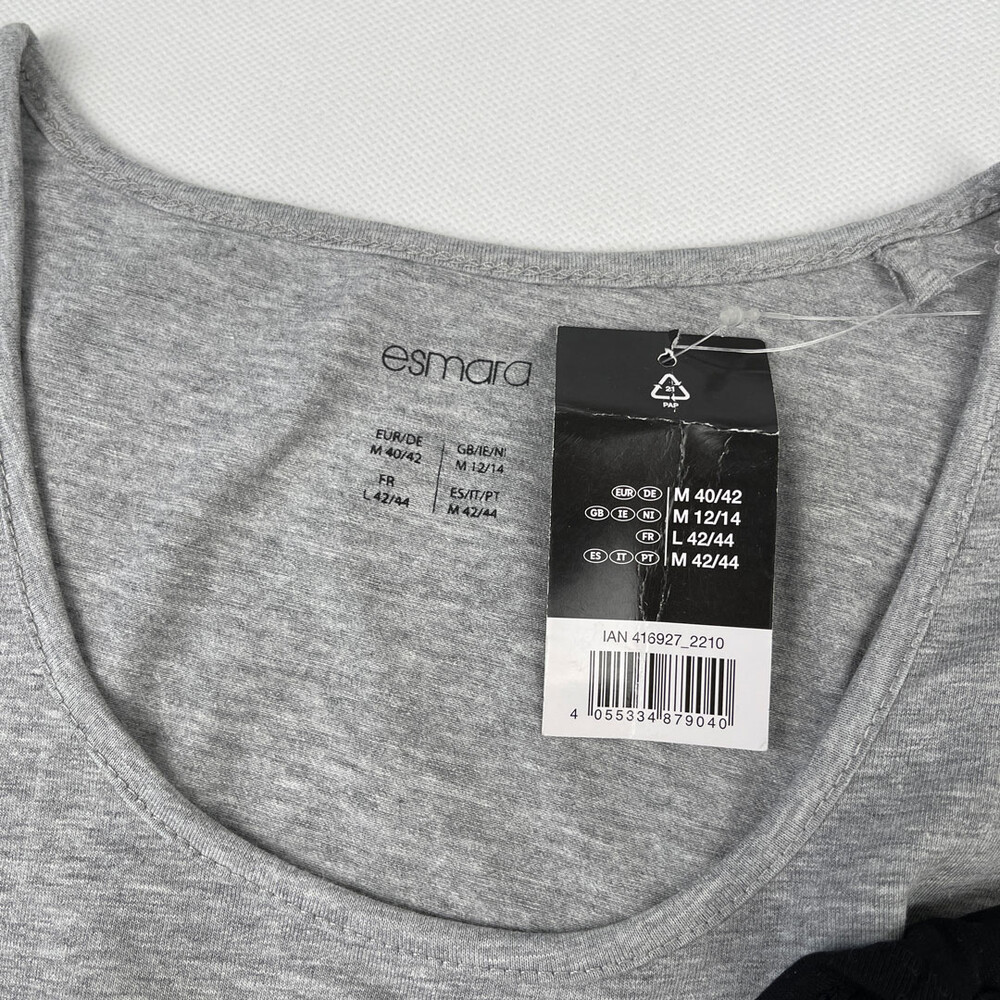 esmara
EUR/DE
M 40/42
GB/IE/NI
M 12/14
FR
L 42/44
ES/IT/PT
M 42/44
21
PAP
EUR DE M 40/42
GB IE NI M 12/14
FR L 42/44
ES IT PT M 42/44
IAN 416927_2210
4 055334 879040